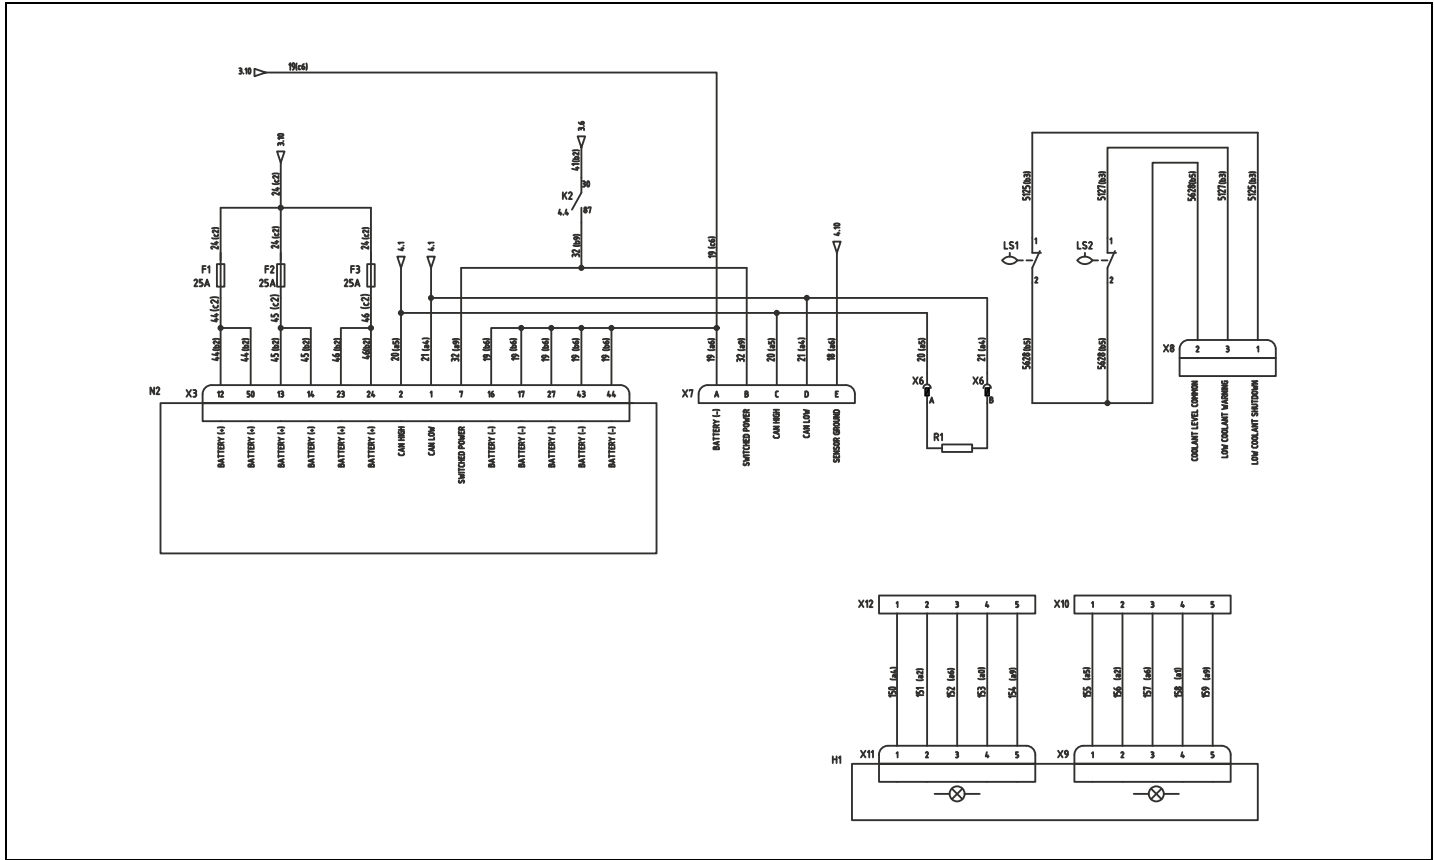 3.10
19(c6)
3.10
24 (c2)
24 (c2)
24 (c2)
24 (c2)
F1
25A
F2
25A
F3
25A
44 (c2)
45 (c2)
46 (c2)
44(b2)
44(b2)
45(b2)
45(b2)
46(b2)
46(b2)
4.1
4.1
20(a5)
21 (a4)
3.6
41(b2)
30
K2
4.4
87
32 (b9)
32 (a9)
19 (b6)
19 (b6)
19 (b6)
19 (b6)
19 (b6)
19 (c6)
19 (a6)
32 (a9)
20 (a5)
21 (a4)
18 (a6)
4.10
20 (a5)
21 (a4)
N2
X3
12
50
13
14
23
24
2
1
7
16
17
27
43
44
BATTERY (+)
BATTERY (+)
BATTERY (+)
BATTERY (+)
BATTERY (+)
BATTERY (+)
CAN HIGH
CAN LOW
SWITCHED POWER
BATTERY (-)
BATTERY (-)
BATTERY (-)
BATTERY (-)
BATTERY (-)
X7
A
B
C
D
E
BATTERY (-)
SWITCHED POWER
CAN HIGH
CAN LOW
SENSOR GROUND
X6
A
X6
B
R1
5125(b3)
5127(b3)
5628(b5)
5127(b3)
5125(b3)
LS1
1
2
LS2
1
2
5628(b5)
5628(b5)
X8
2
3
1
COOLANT LEVEL COMMON
LOW COOLANT WARNING
LOW COOLANT SHUTDOWN
X12
1
2
3
4
5
X10
1
2
3
4
5
150 (a4)
151 (a2)
152 (a6)
153 (a0)
154 (a9)
155 (a5)
156 (a2)
157 (a6)
158 (a1)
159 (a9)
H1
X11
1
2
3
4
5
X9
1
2
3
4
5